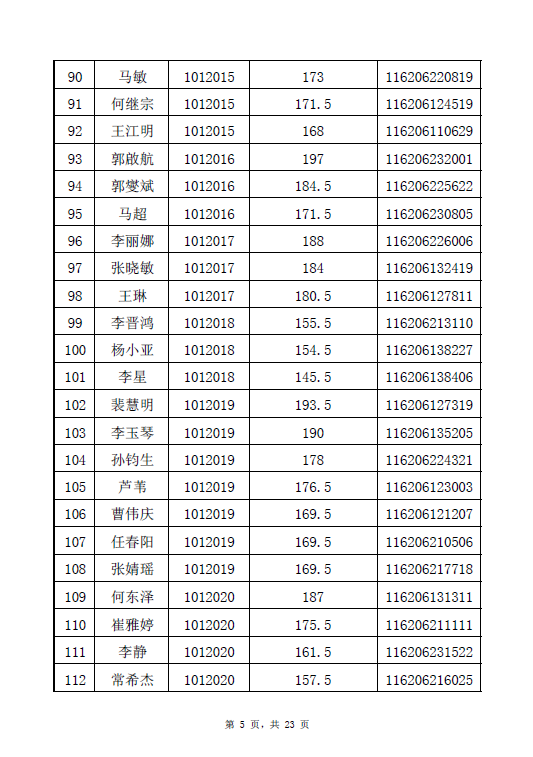 90 马敏 1012015 173 116206220819
91 何继宗 1012015 171.5 116206124519
92 王江明 1012015 168 116206110629
93 郭啟航 1012016 197 116206232001
94 郭燮斌 1012016 184.5 116206225622
95 马超 1012016 171.5 116206230805
96 李丽娜 1012017 188 116206226006
97 张晓敏 1012017 184 116206132419
98 王琳 1012017 180.5 116206127811
99 李晋鸿 1012018 155.5 116206213110
100 杨小亚 1012018 154.5 116206138227
101 李星 1012018 145.5 116206138406
102 裴慧明 1012019 193.5 116206127319
103 李玉琴 1012019 190 116206135205
104 孙钧生 1012019 178 116206224321
105 芦苇 1012019 176.5 116206123003
106 曹伟庆 1012019 169.5 116206121207
107 任春阳 1012019 169.5 116206210506
108 张婧瑶 1012019 169.5 116206217718
109 何东泽 1012020 187 116206131311
110 崔雅婷 1012020 175.5 116206211111
111 李静 1012020 161.5 116206231522
112 常希杰 1012020 157.5 116206216025
第 5 页，共 23 页